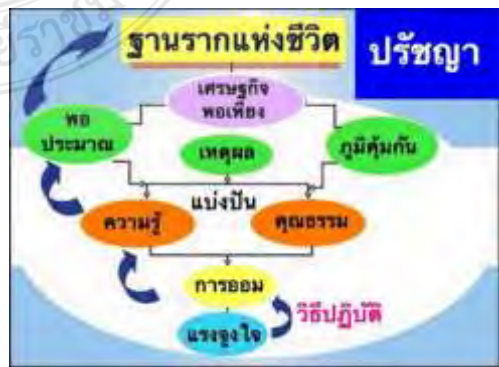 ฐานรากแห่งชีวิต
ปรัชญา
เศรษฐกิจ
พอเพียง
พอ
ประมาณ
เหตุผล
ภูมิคุ้มกัน
แบ่งปัน
ความรู้
คุณธรรม
การออม
วิธีปฏิบัติ
แรงจูงใจ